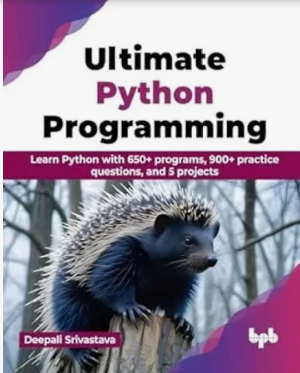 Ultimate
Python
Programming
Learn Python with 650+ programs, 900+ practice
questions, and 5 projects
Deepali Srivastava
bpb